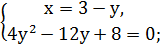 x = 3 − y,
4y² − 12y + 8 = 0;